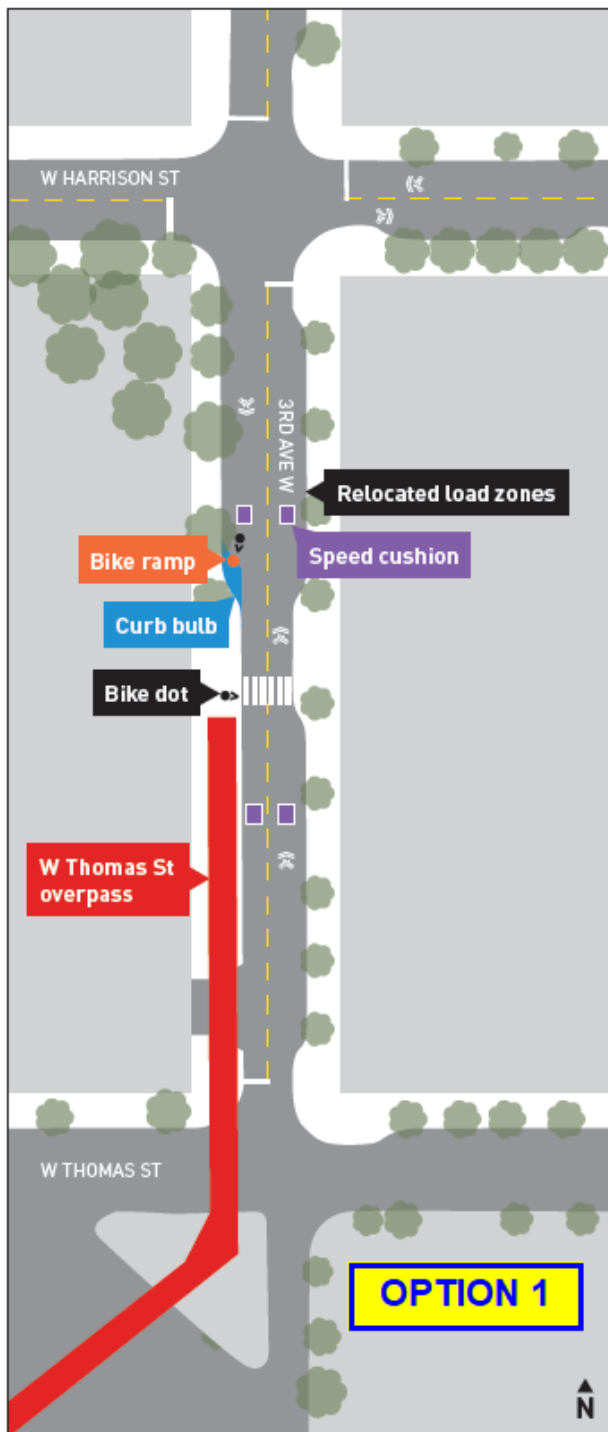 W HARRISON ST
3RD AVE W
Relocated load zones
Bike ramp
Speed cushion
Curb bulb
Bike dot
W Thomas St
overpass
W THOMAS ST
OPTION 1
N